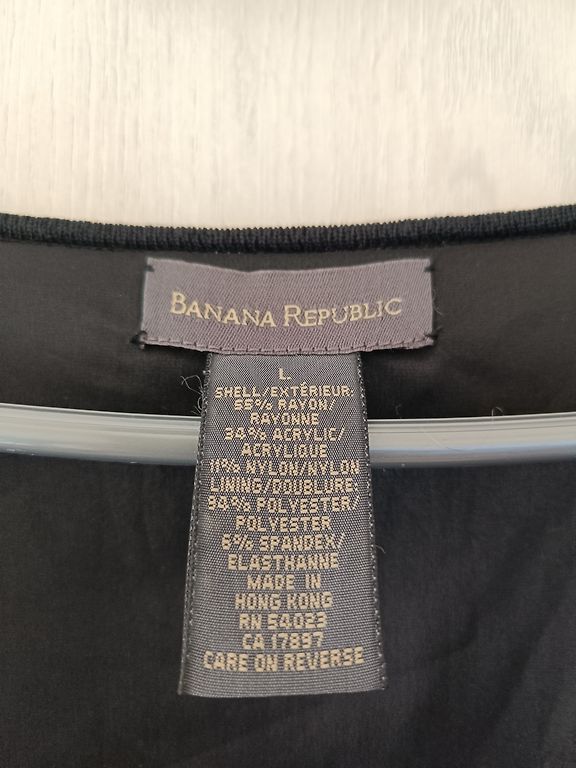 BANANA REPUBLIC
L
SHELL/EXTÉRIEUR:
55% RAYON/
RAYONNE
34% ACRYLIC/
ACRYLIQUE
11% NYLON/NYLON
LINING/DOUBLURE:
94% POLYESTER/
POLYESTER
6% SPANDEX/
ELASTHANNE
MADE IN
HONG KONG
RN 54023
CA 17897
CARE ON REVERSE